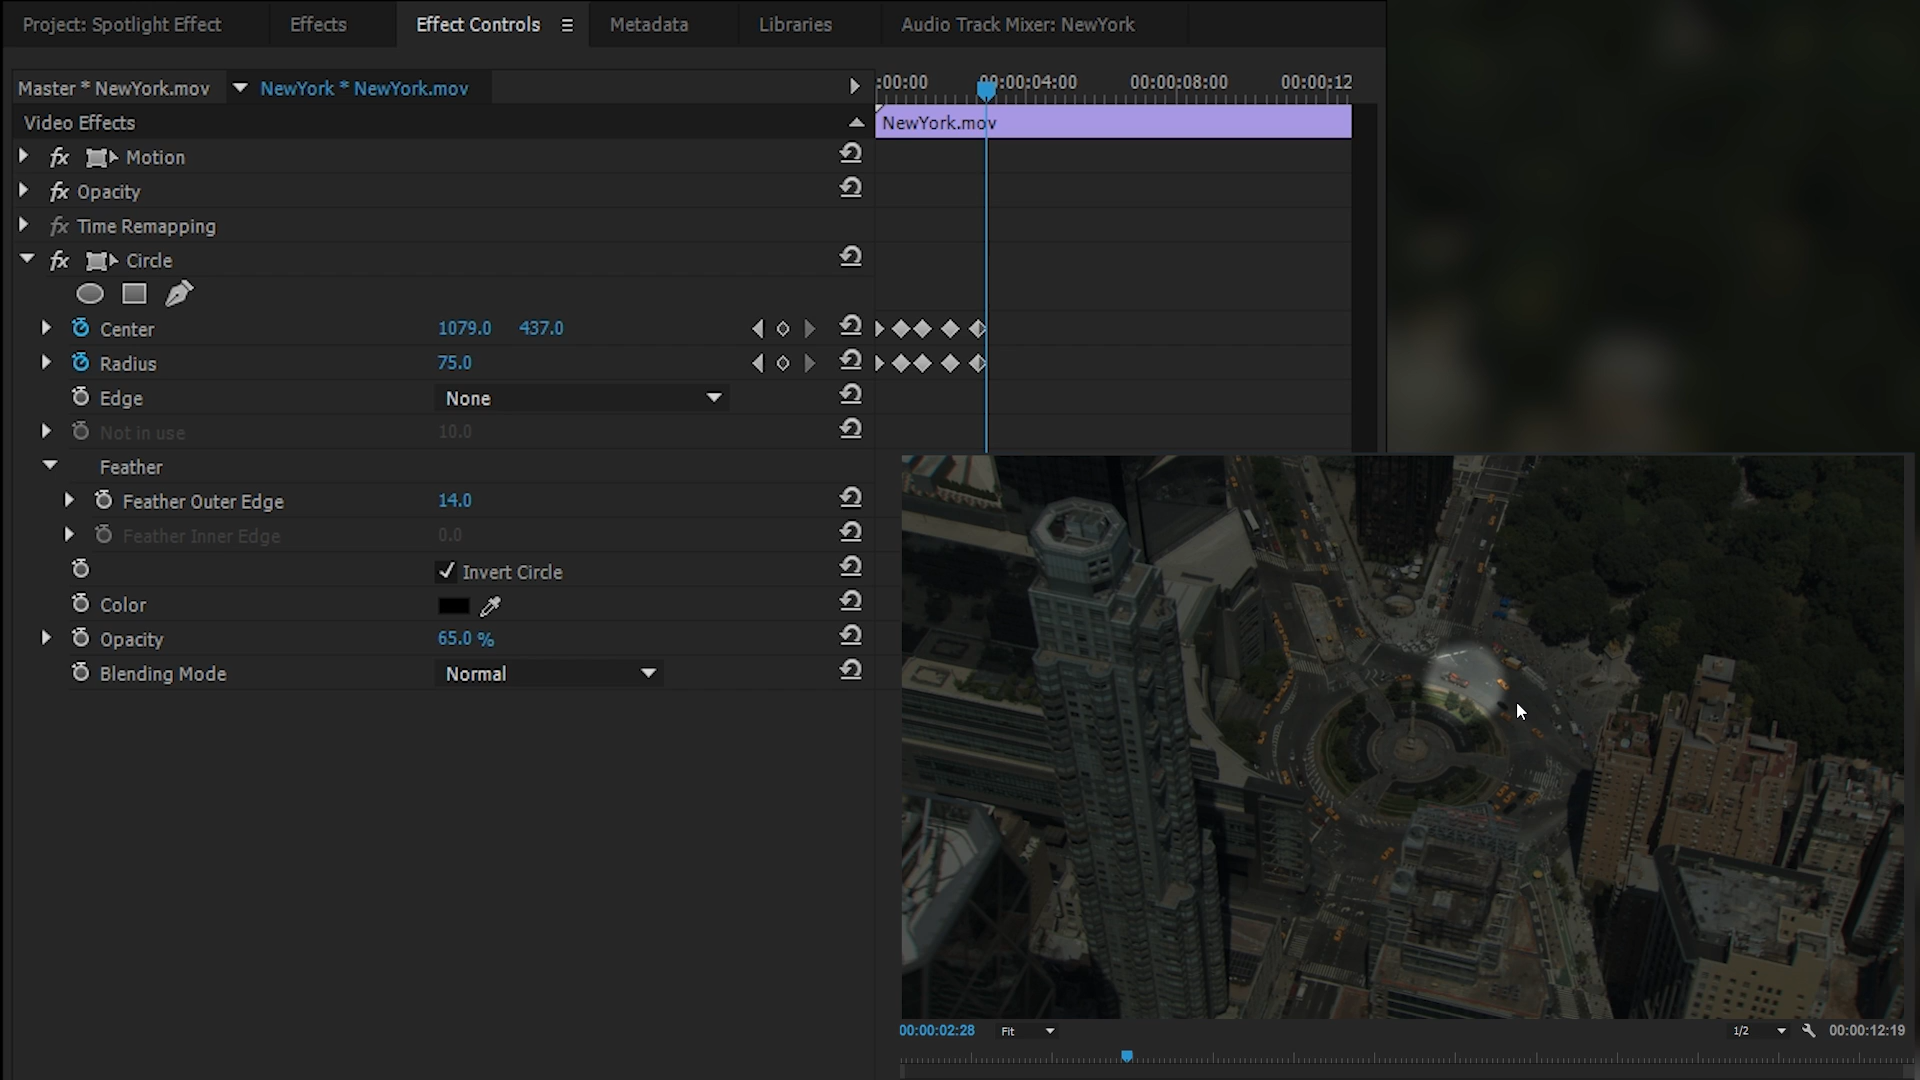 Project: Spotlight Effect Effects Effect Controls Metadata Libraries Audio Track Mixer: NewYork
Master * NewYork.mov NewYork * NewYork.mov :00:00 00:00:04:00 00:00:08:00 00:00:12
Video Effects NewYork.mov
fx Motion
fx Opacity
fx Time Remapping
fx Circle
Center 1079.0 437.0
Radius 75.0
Edge None
Not in use 10.0
Feather
Feather Outer Edge 14.0
Feather Inner Edge 0.0
Invert Circle
Color
Opacity 65.0 %
Blending Mode Normal
00:00:02:28 Fit 1/2 00:00:12:19